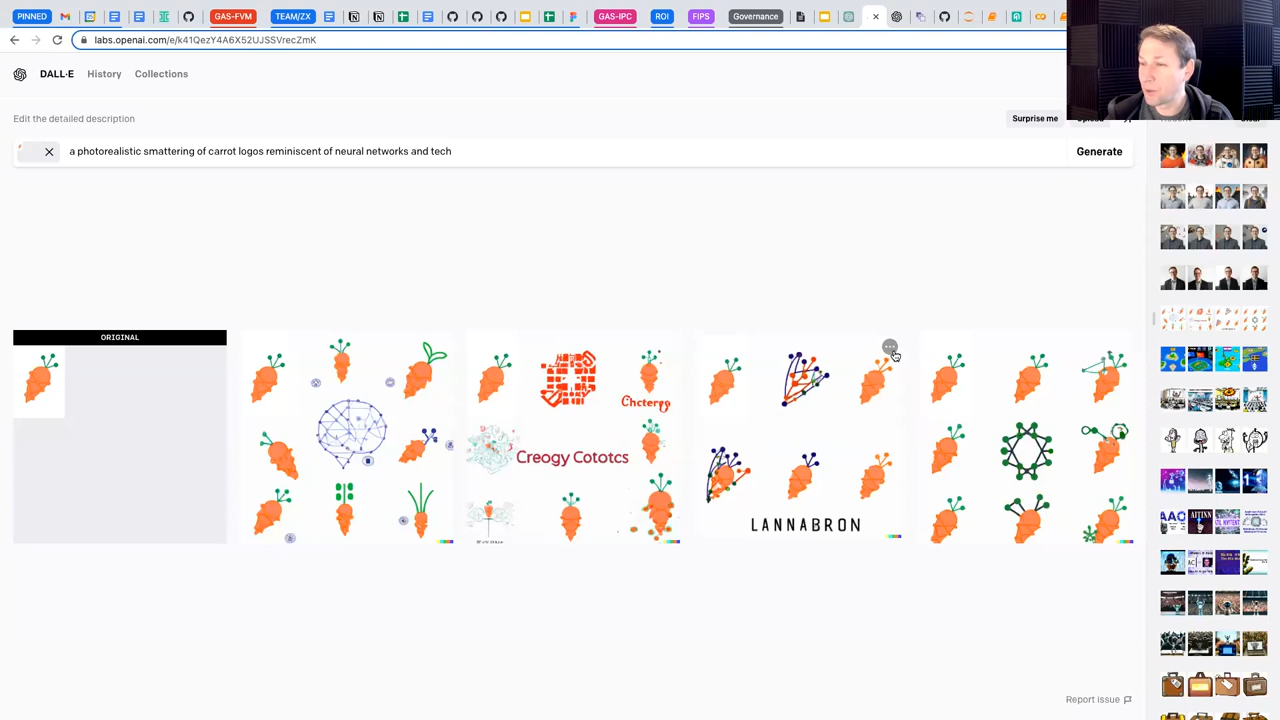 PINNED
GAS-FVM
TEAM/ZX
GAS-IPC
ROI
FIPS
Governance
labs.openai.com/e/k41QezY4A6X52UJSSVrecZmK
DALL·E
History
Collections
Edit the detailed description
Surprise me
a photorealistic smattering of carrot logos reminiscent of neural networks and tech
Generate
ORIGINAL
Chctergy
Creogy Cototcs
LANNABRON
Report issue